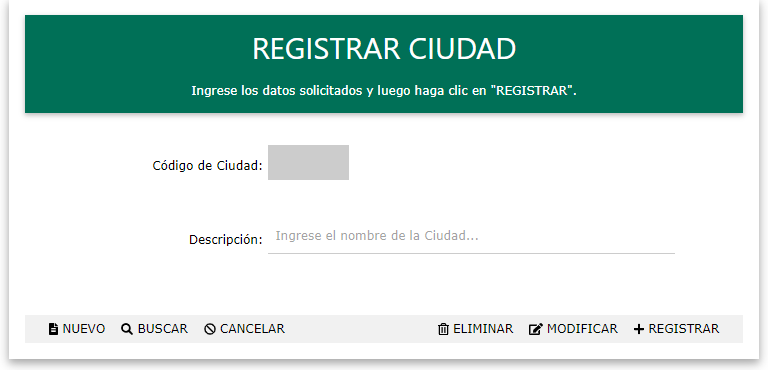 REGISTRAR CIUDAD
Ingrese los datos solicitados y luego haga clic en "REGISTRAR".
Código de Ciudad:
Descripción: Ingrese el nombre de la Ciudad...
NUEVO BUSCAR CANCELAR ELIMINAR MODIFICAR REGISTRAR